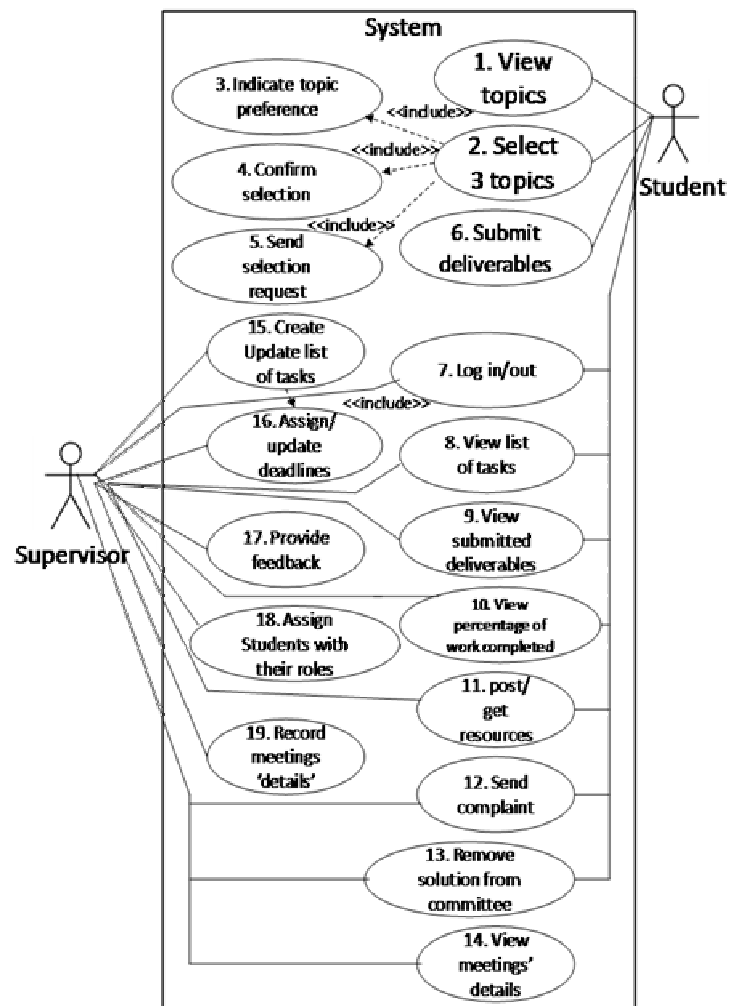 System
3. Indicate topic
preference
1. View
topics
<<include>>
<<include>>
2. Select
3 topics
4. Confirm
selection
Student
<<include>>
5. Send
selection
request
6. Submit
deliverables
15. Create
Update list
of tasks
7. Log in/out
<<include>>
16. Assign/
update
deadlines
8. View list
of tasks
Supervisor
17. Provide
feedback
9. View
submitted
deliverables
18. Assign
Students with
their roles
10. View
percentage of
work completed
11. post/
get
resources
19. Record
meetings
‘details’
12. Send
complaint
13. Remove
solution from
committee
14. View
meetings’
details